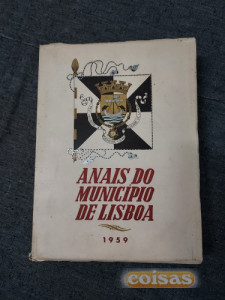 ANAIS DO
MUNICIPIO
DE LISBOA
1959
coisas